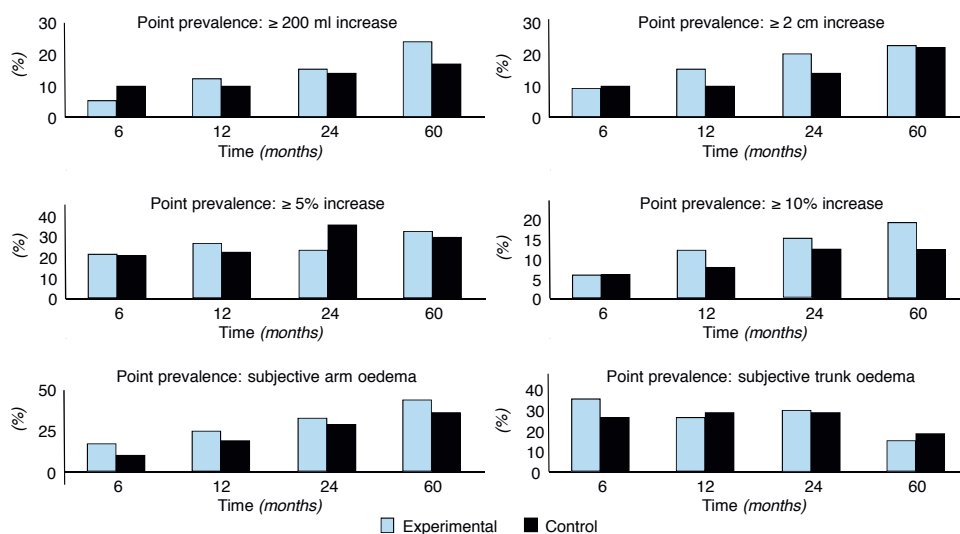 Point prevalence: ≥ 200 ml increase
(%)
30
20
10
0
6 12 24 60
Time (months)
Point prevalence: ≥ 2 cm increase
(%)
30
20
10
0
6 12 24 60
Time (months)
Point prevalence: ≥ 5% increase
(%)
40
30
20
10
0
6 12 24 60
Time (months)
Point prevalence: ≥ 10% increase
(%)
20
15
10
5
0
6 12 24 60
Time (months)
Point prevalence: subjective arm oedema
(%)
50
25
0
6 12 24 60
Time (months)
Point prevalence: subjective trunk oedema
(%)
40
30
20
10
0
6 12 24 60
Time (months)
Experimental Control